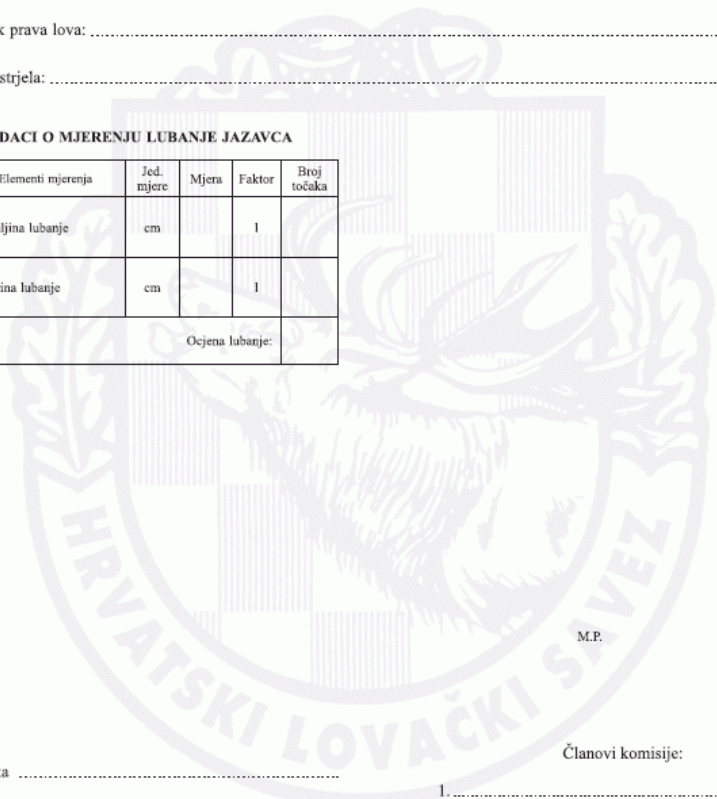 k prava lova:
strjela:
DACI O MJERENJU LUBANJE JAZAVCA
Elementi mjerenja Jed. mjere Mjera Faktor Broj točaka
ljina lubanje cm 1
ina lubanje cm 1
Ocjena lubanje:
HRVATSKI LOVAČKI SAVEZ
M.P.
Članovi komisije:
a
1.